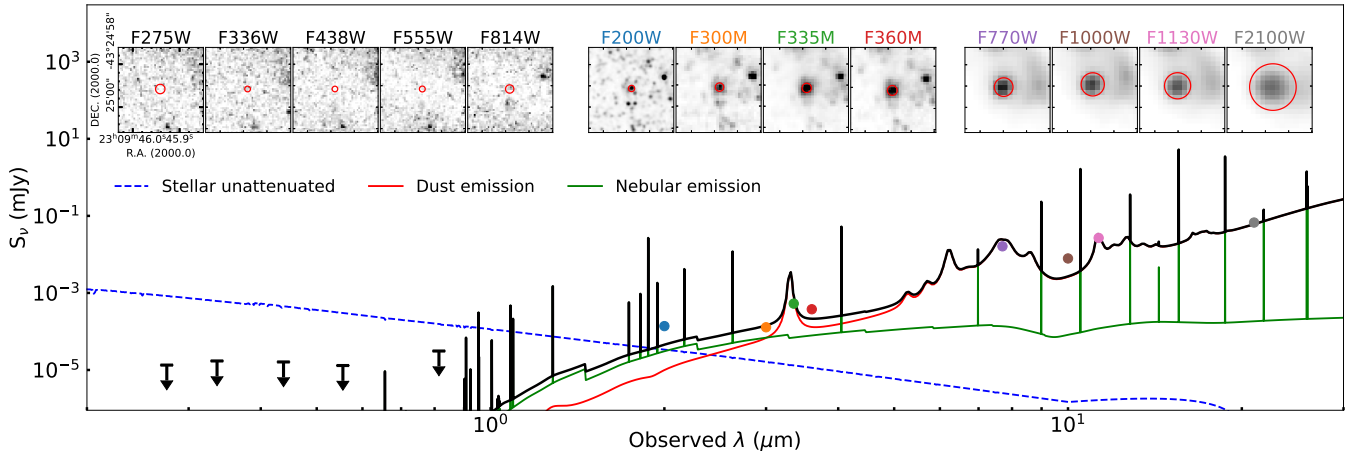 F275W F336W F438W F555W F814W F200W F300M F335M F360M F770W F1000W F1130W F2100W
-43°24'58"
25'00"
DEC. (2000.0)
23ʰ09ᵐ46.0ˢ45.9ˢ
R.A. (2000.0)
Stellar unattenuated Dust emission Nebular emission
10³
10¹
10⁻¹
10⁻³
10⁻⁵
S_ν (mJy)
10⁰ 10¹
Observed λ (μm)